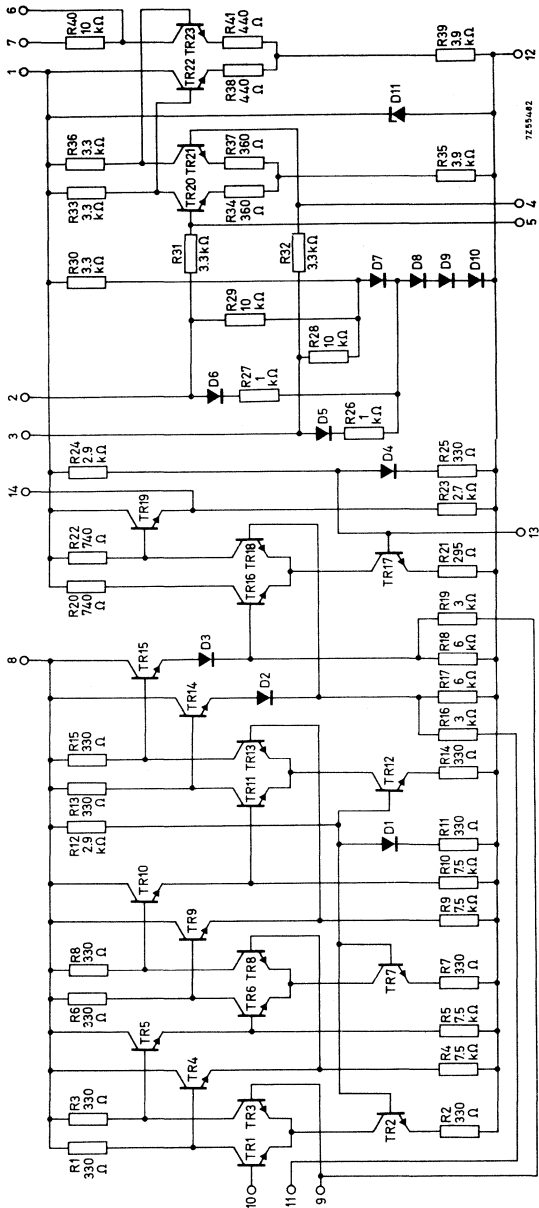 8
14
3
2
1
7
6
R1
330
Ω
R3
330
Ω
R6
330
Ω
R8
330
Ω
R12
2.9
kΩ
R13
330
Ω
R15
330
Ω
R20
740
Ω
R22
740
Ω
R24
2.9
kΩ
R30
3.3
kΩ
R33
3.3
kΩ
R36
3.3
kΩ
R40
10
kΩ
TR5
TR4
TR10
TR9
TR15
TR14
TR19
TR1
TR3
TR6
TR8
TR11
TR13
TR16
TR18
TR20
TR21
TR22
TR23
D3
D2
D6
D5
R27
1
kΩ
R26
1
kΩ
R29
10
kΩ
R28
10
kΩ
R31
3.3kΩ
R32
3.3kΩ
R34
360
Ω
R37
360
Ω
R38
440
Ω
R41
440
Ω
10
11
9
TR2
TR7
TR12
TR17
D1
D4
D7
D8
D9
D10
D11
R2
330
Ω
R4
7.5
kΩ
R5
7.5
kΩ
R7
330
Ω
R9
7.5
kΩ
R10
7.5
kΩ
R11
330
Ω
R14
330
Ω
R16
3
kΩ
R17
6
kΩ
R18
6
kΩ
R19
3
kΩ
R21
295
Ω
R23
2.7
kΩ
R25
330
Ω
R35
3.9
kΩ
R39
3.9
kΩ
13
5
4
12
7Z55482